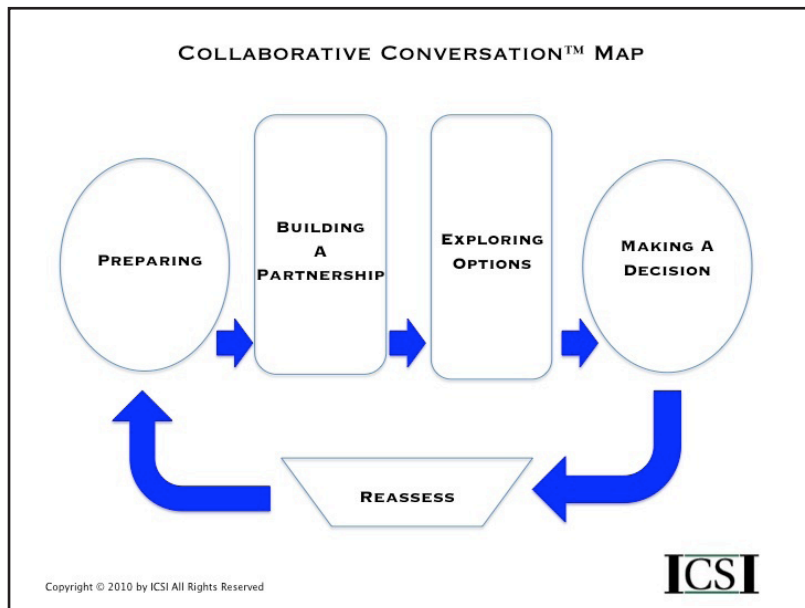 Collaborative Conversation™ Map
Preparing
Building
A
Partnership
Exploring
Options
Making A
Decision
Reassess
Copyright © 2010 by ICSI All Rights Reserved
ICSI